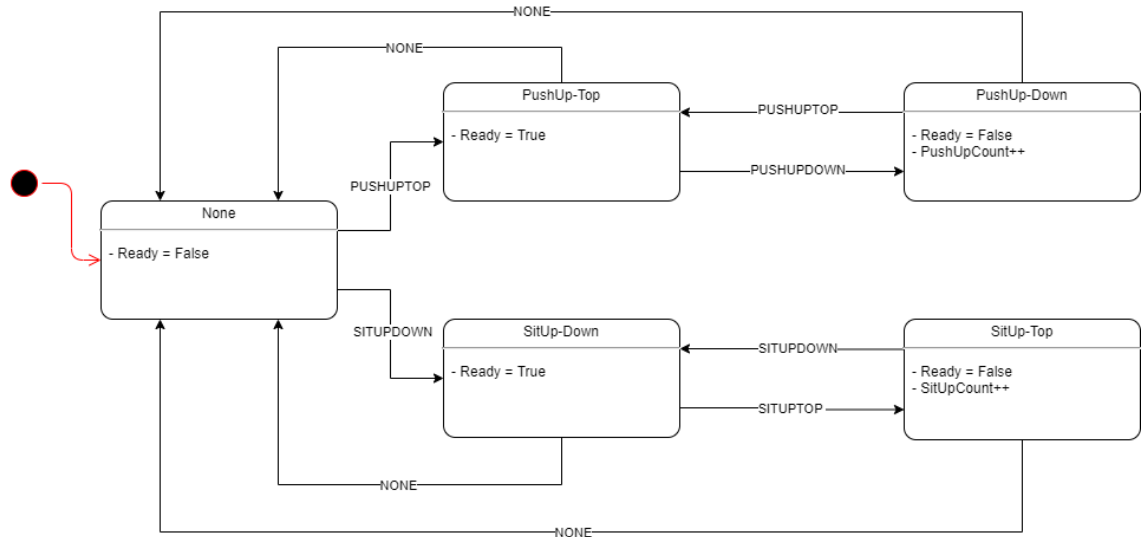 NONE
NONE
PushUp-Top
- Ready = True
PushUp-Down
- Ready = False
- PushUpCount++
PUSHUPTOP
PUSHUPDOWN
PUSHUPTOP
None
- Ready = False
SITUPDOWN
SitUp-Down
- Ready = True
SitUp-Top
- Ready = False
- SitUpCount++
SITUPDOWN
SITUPTOP
NONE
NONE